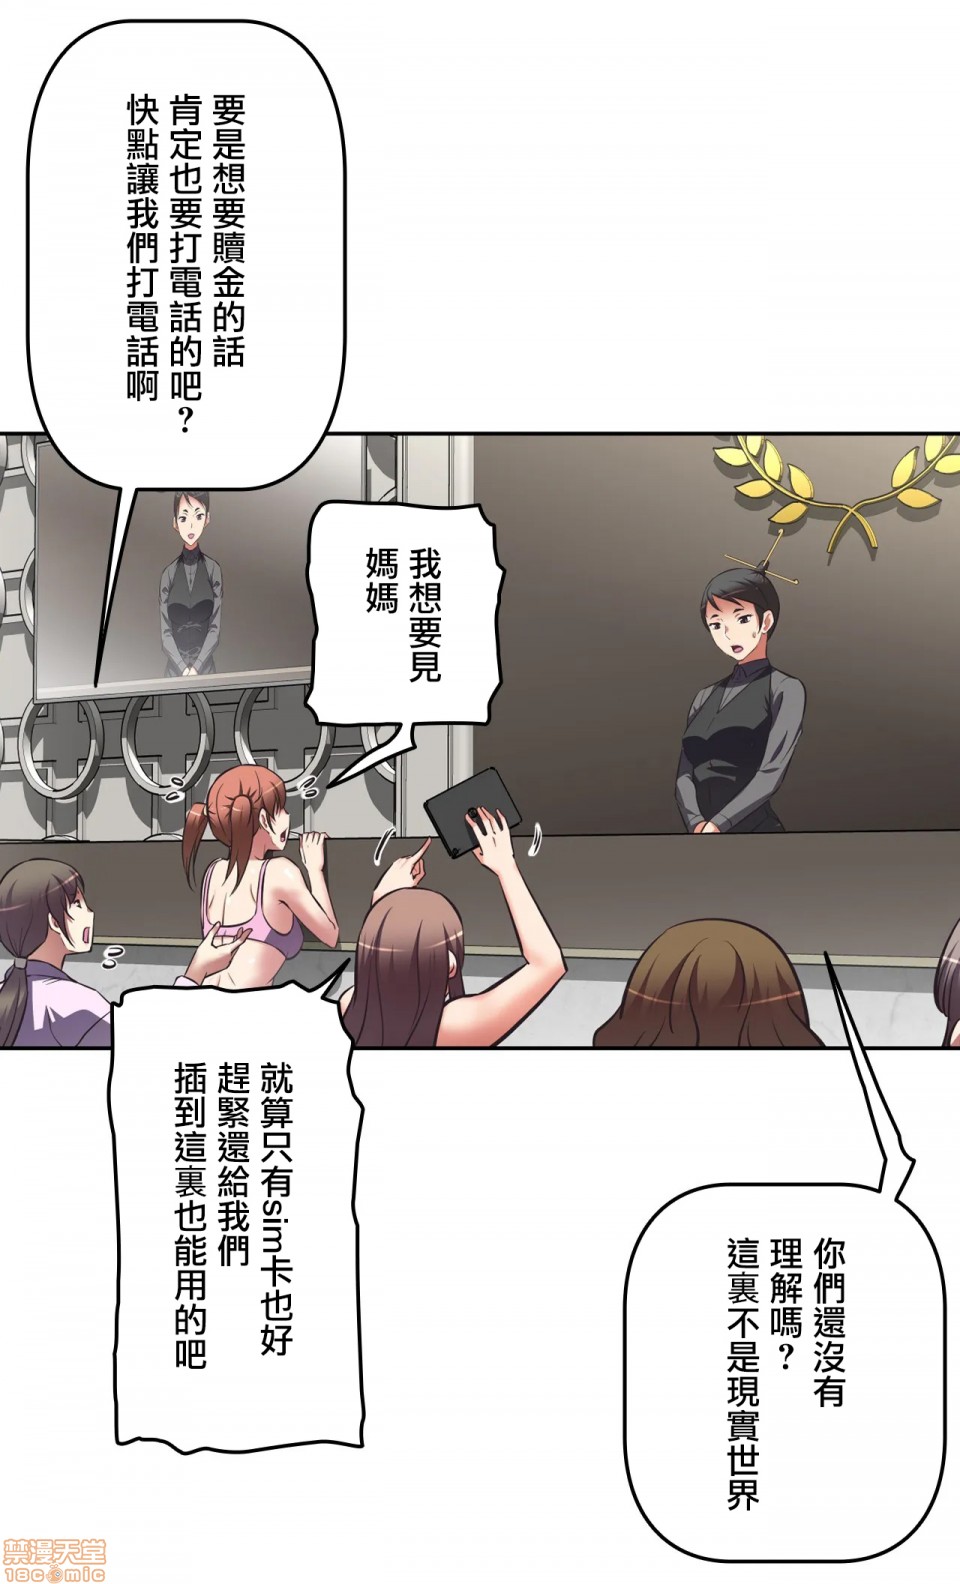 要是想要贖金的話
肯定也要打電話的吧？
快點讓我們打電話啊
我想要見
媽媽
就算只有sim卡也好
趕緊還給我們
插到這裏也能用的吧
你們還沒有
理解嗎？
這裏不是現實世界
禁漫天堂
18comic